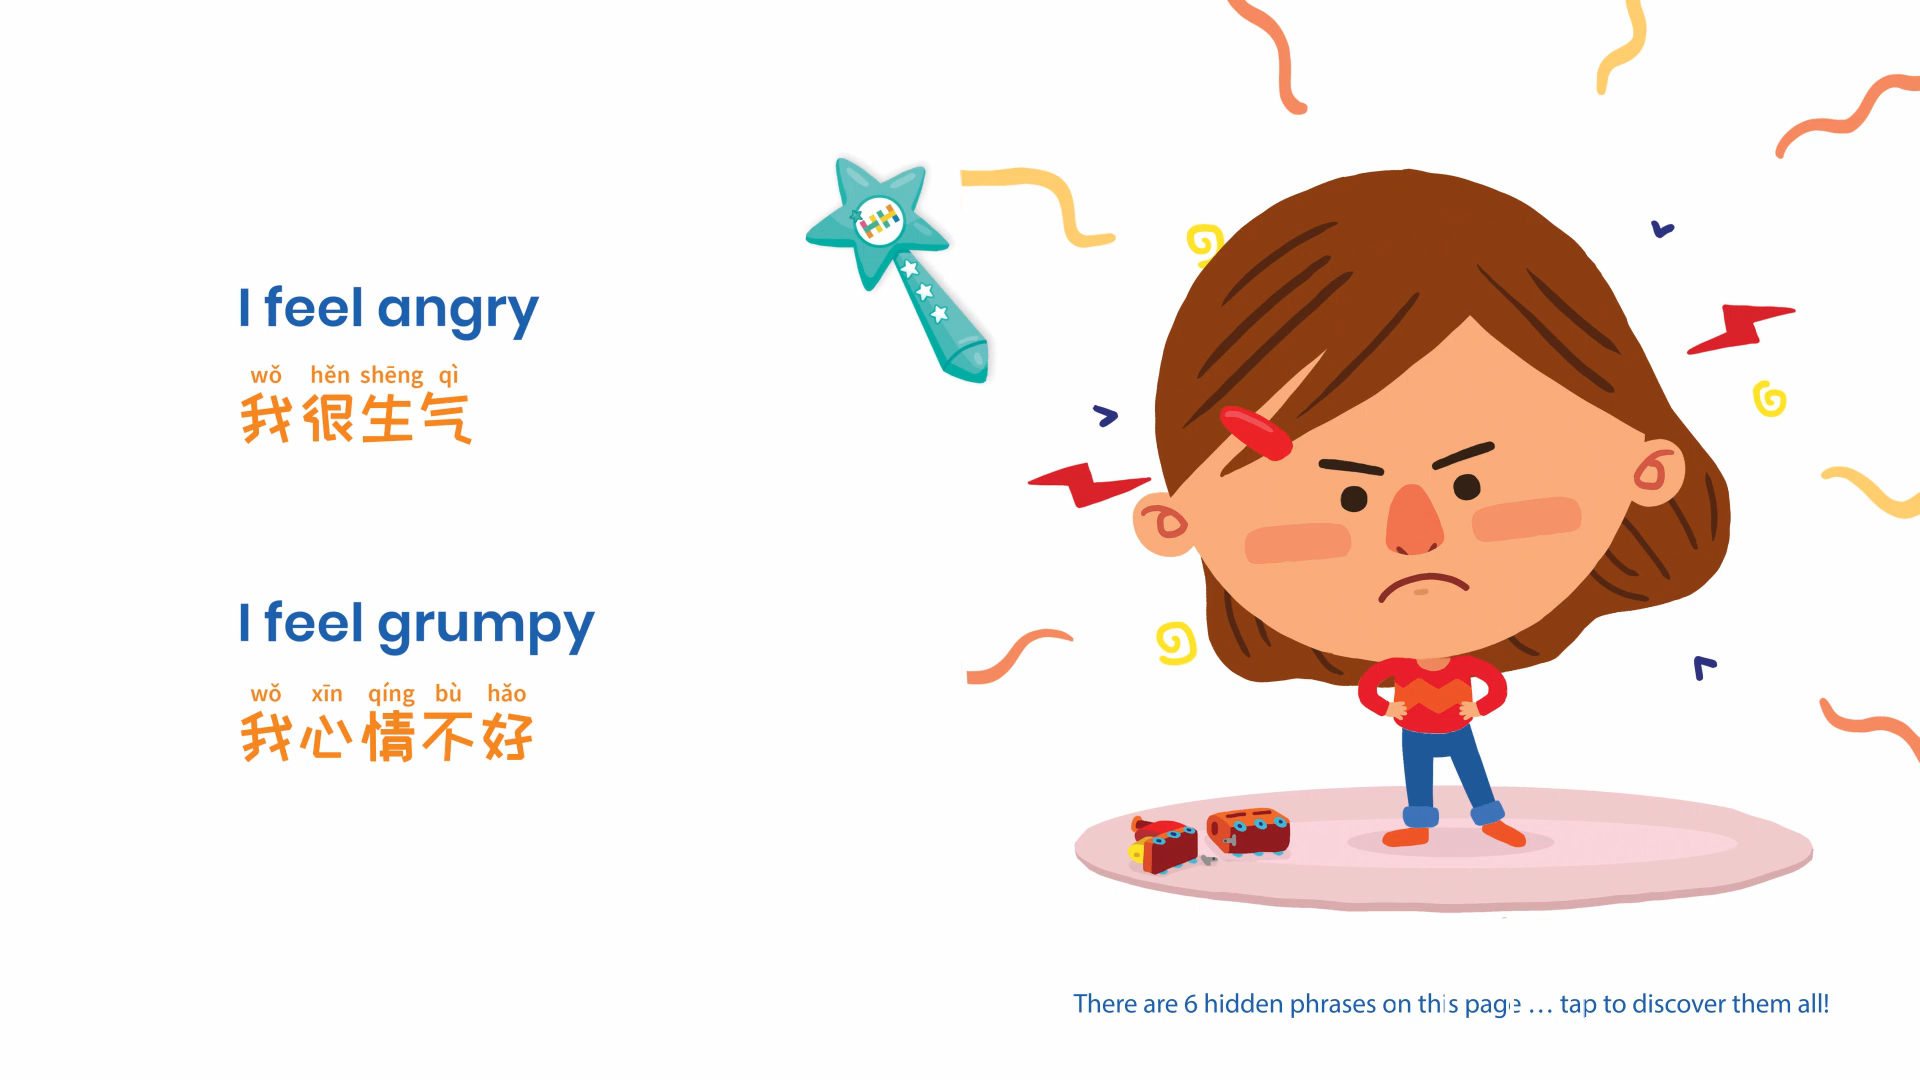 I feel angry
wǒ hěn shēng qì
我很生气
I feel grumpy
wǒ xīn qíng bù hǎo
我心情不好
HH
There are 6 hidden phrases on this page ... tap to discover them all!